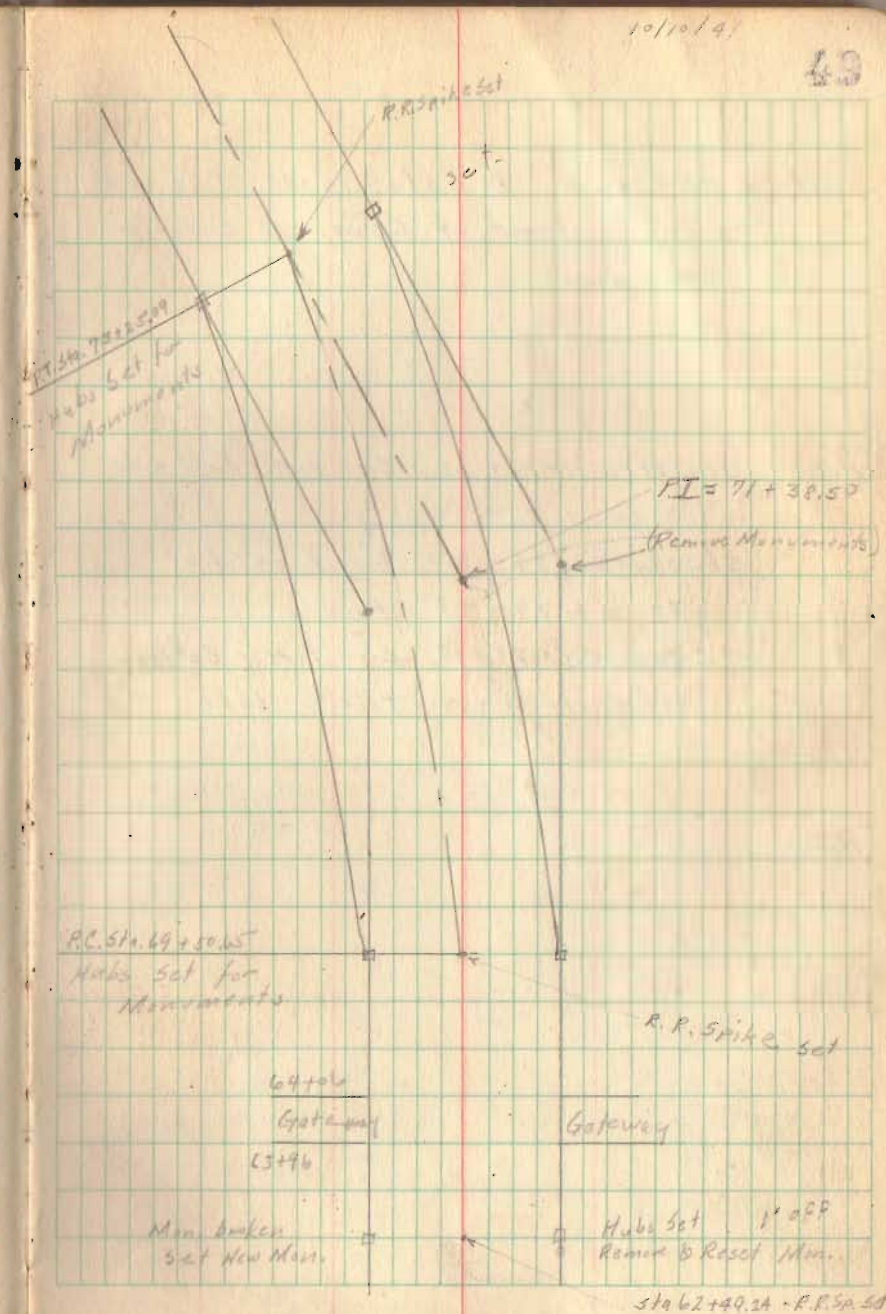 10/10/41
43
R.R. Spike Set
set-
P.T. Sta. 73+25.09
Hubs Set for
Monuments
P.I = 71 + 38.50
(Remove Monuments)
P.C. Sta. 69+50.65
Hubs Set for
Monuments
R.R. Spike set
64+06
Gateway
Gateway
63+96
Mon. broken
Set New Mon.
Hubs Set 1' off
Remove & Reset Mon.
Sta 62+40.24 - R.R. Sp. Set